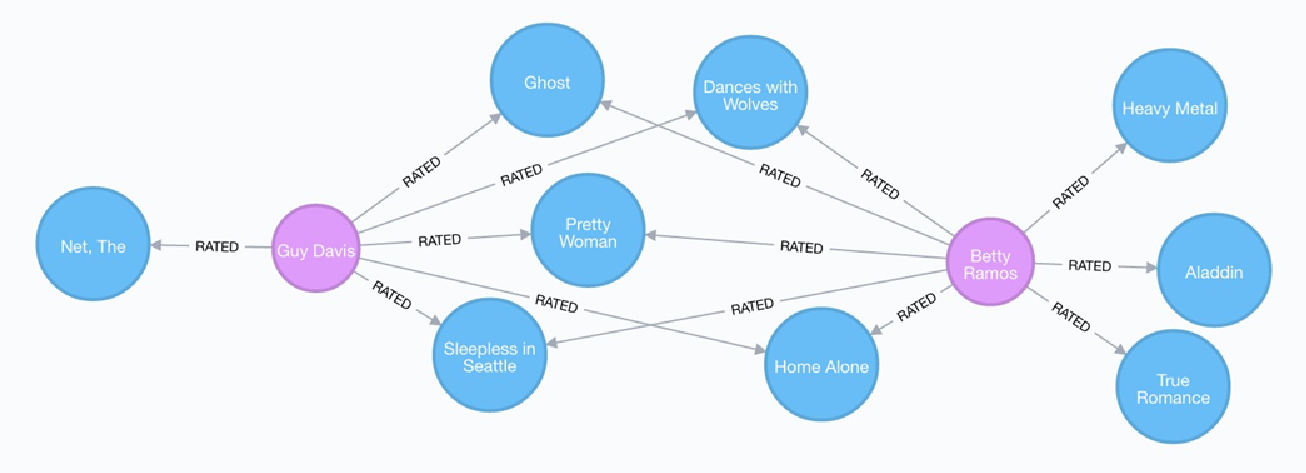 Ghost
Dances with
Wolves
Heavy Metal
RATED
RATED
RATED
RATED
RATED
Net, The
RATED
Guy Davis
RATED
Pretty
Woman
RATED
Betty
Ramos
RATED
Aladdin
RATED
RATED
RATED
RATED
RATED
Sleepless in
Seattle
Home Alone
True
Romance